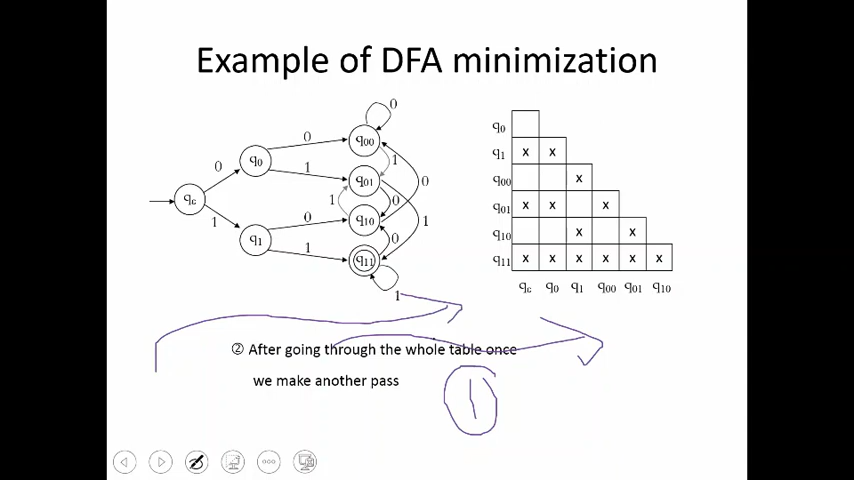 Example of DFA minimization
qε
0
1
q0
0
1
q1
0
1
q00
0
1
q01
0
1
q10
0
1
q11
0
1
q0
q1 x x
q00 x
q01 x x x
q10 x x
q11 x x x x x x
qε q0 q1 q00 q01 q10
② After going through the whole table once
we make another pass
1